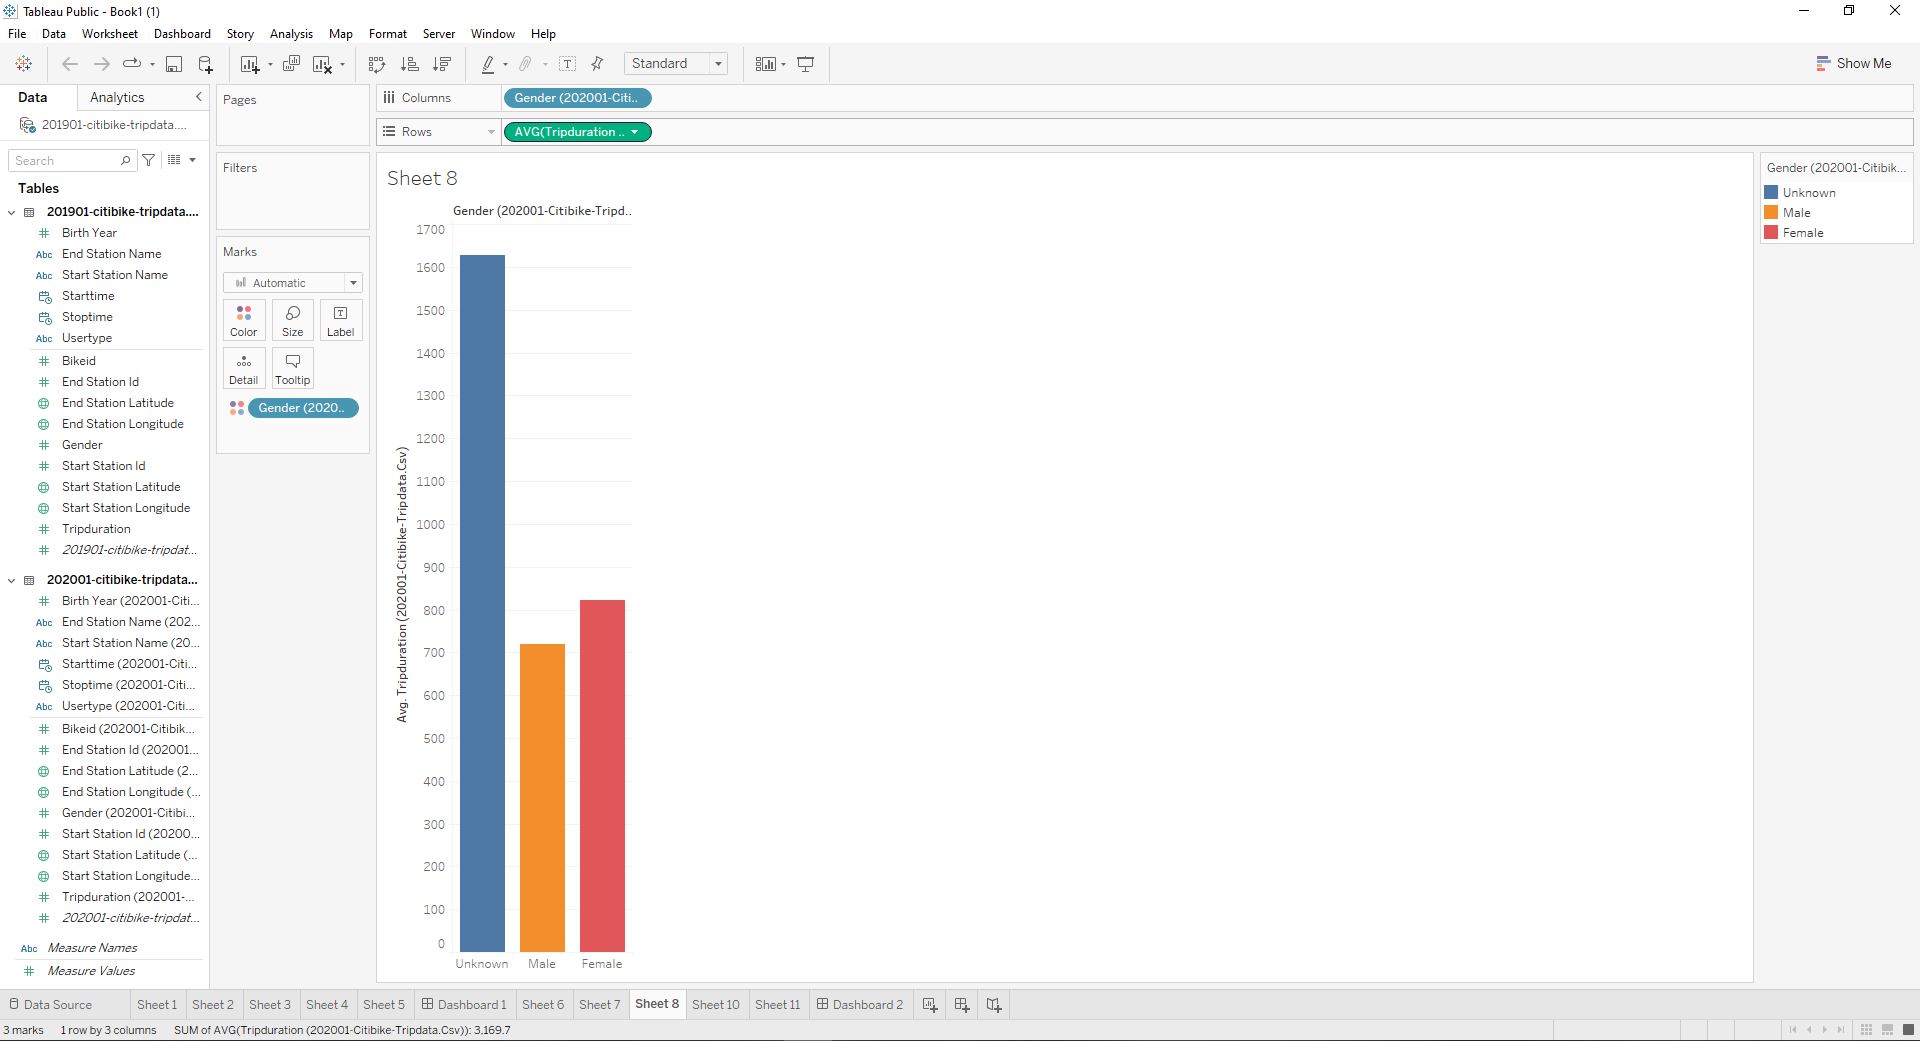 Tableau Public - Book1 (1)
File Data Worksheet Dashboard Story Analysis Map Format Server Window Help
Standard
Show Me
Data Analytics
201901-citibike-tripdata....
Search
Tables
201901-citibike-tripdata....
Birth Year
Abc End Station Name
Abc Start Station Name
Starttime
Stoptime
Abc Usertype
Bikeid
End Station Id
End Station Latitude
End Station Longitude
Gender
Start Station Id
Start Station Latitude
Start Station Longitude
Tripduration
201901-citibike-tripdat...
202001-citibike-tripdata...
Birth Year (202001-Citi...
Abc End Station Name (202...
Abc Start Station Name (20...
Starttime (202001-Citi...
Stoptime (202001-Citi...
Abc Usertype (202001-Citi...
Bikeid (202001-Citibik...
End Station Id (202001...
End Station Latitude (2...
End Station Longitude (...
Gender (202001-Citibi...
Start Station Id (20200...
Start Station Latitude (...
Start Station Longitude...
Tripduration (202001-...
202001-citibike-tripdat...
Abc Measure Names
Measure Values
Pages
Filters
Marks
Automatic
Color Size Label
Detail Tooltip
Gender (2020..
Columns Gender (202001-Citi..
Rows AVG(Tripduration ..
Sheet 8
Gender (202001-Citibike-Tripd..
Avg. Tripduration (202001-Citibike-Tripdata.Csv)
1700
1600
1500
1400
1300
1200
1100
1000
900
800
700
600
500
400
300
200
100
0
Unknown Male Female
Gender (202001-Citibik...
Unknown
Male
Female
Data Source Sheet 1 Sheet 2 Sheet 3 Sheet 4 Sheet 5 Dashboard 1 Sheet 6 Sheet 7 Sheet 8 Sheet 10 Sheet 11 Dashboard 2
3 marks 1 row by 3 columns SUM of AVG(Tripduration (202001-Citibike-Tripdata.Csv)): 3,169.7